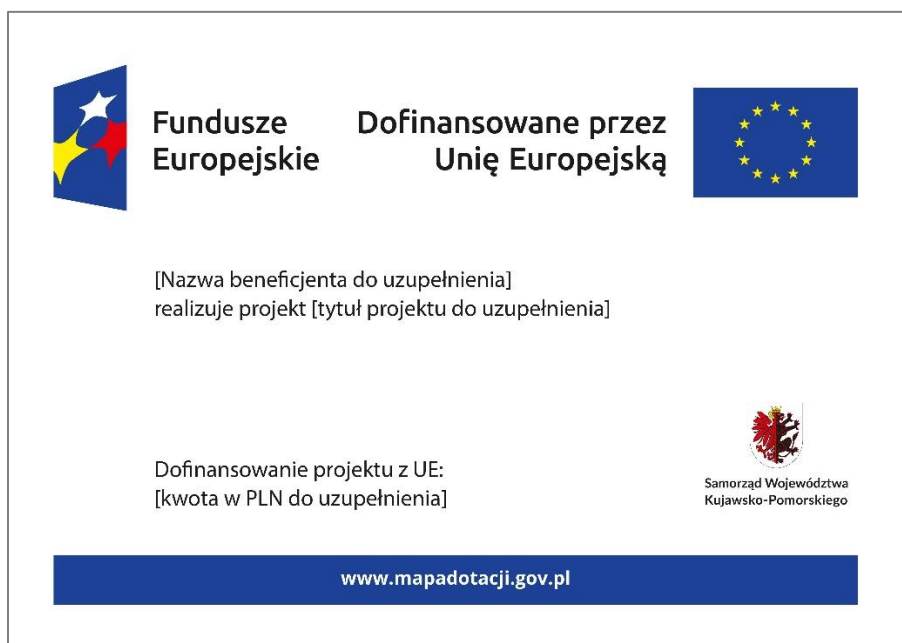 Fundusze
Europejskie
Dofinansowane przez
Unię Europejską
[Nazwa beneficjenta do uzupełnienia]
realizuje projekt [tytuł projektu do uzupełnienia]
Dofinansowanie projektu z UE:
[kwota w PLN do uzupełnienia]
Samorząd Województwa
Kujawsko-Pomorskiego
www.mapadotacji.gov.pl